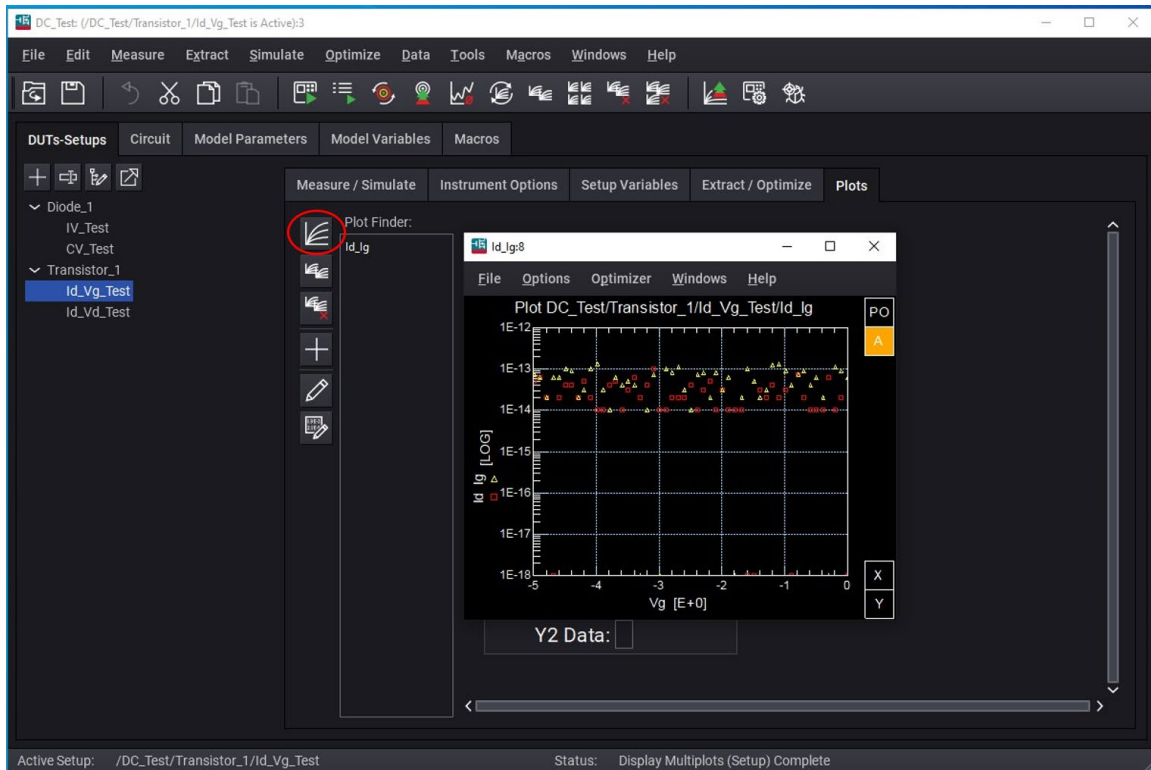 DC_Test: (/DC_Test/Transistor_1/Id_Vg_Test is Active):3
File Edit Measure Extract Simulate Optimize Data Tools Macros Windows Help
DUTs-Setups Circuit Model Parameters Model Variables Macros
Measure / Simulate Instrument Options Setup Variables Extract / Optimize Plots
Diode_1
IV_Test
CV_Test
Transistor_1
Id_Vg_Test
Id_Vd_Test
Plot Finder:
Id_Ig
Id_Ig:8
File Options Optimizer Windows Help
Plot DC_Test/Transistor_1/Id_Vg_Test/Id_Ig
PO
A
1E-12
1E-13
1E-14
1E-15
1E-16
1E-17
1E-18
Id Ig [LOG]
-5 -4 -3 -2 -1 0
Vg [E+0]
X
Y
Y2 Data:
Active Setup: /DC_Test/Transistor_1/Id_Vg_Test Status: Display Multiplots (Setup) Complete